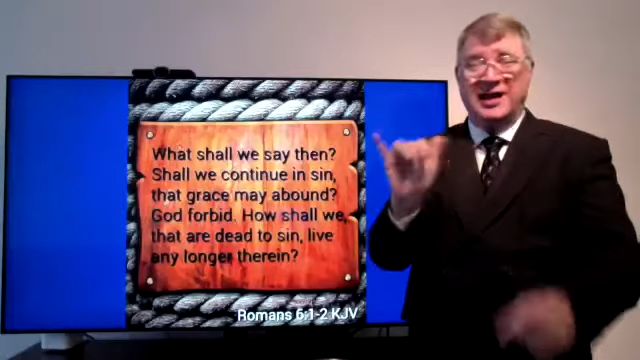 What shall we say then?
Shall we continue in sin,
that grace may abound?
God forbid. How shall we,
that are dead to sin, live
any longer therein?
Romans 6:1-2 KJV